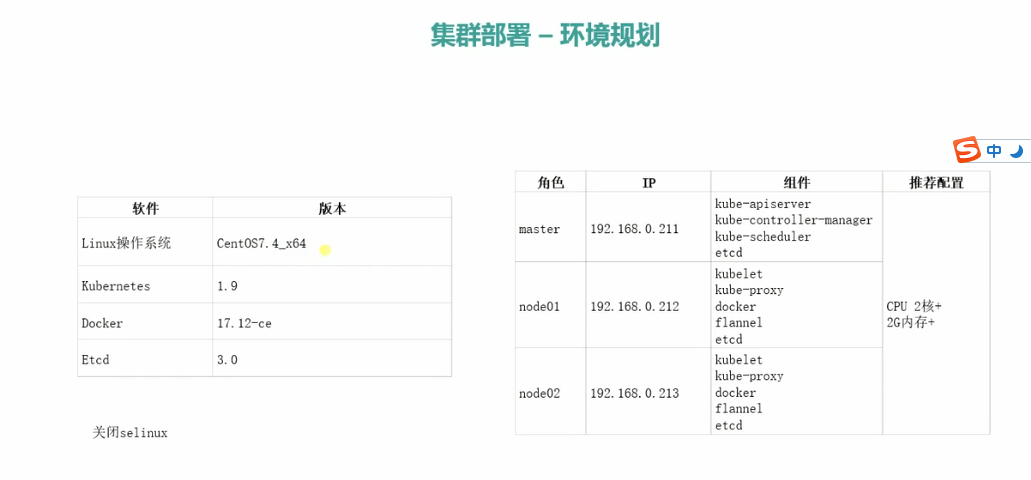 集群部署 – 环境规划
中
软件 版本
Linux操作系统 CentOS7.4_x64
Kubernetes 1.9
Docker 17.12-ce
Etcd 3.0
关闭selinux
角色 IP 组件 推荐配置
master 192.168.0.211 kube-apiserver
kube-controller-manager
kube-scheduler
etcd
node01 192.168.0.212 kubelet
kube-proxy
docker
flannel
etcd
CPU 2核+
2G内存+
node02 192.168.0.213 kubelet
kube-proxy
docker
flannel
etcd